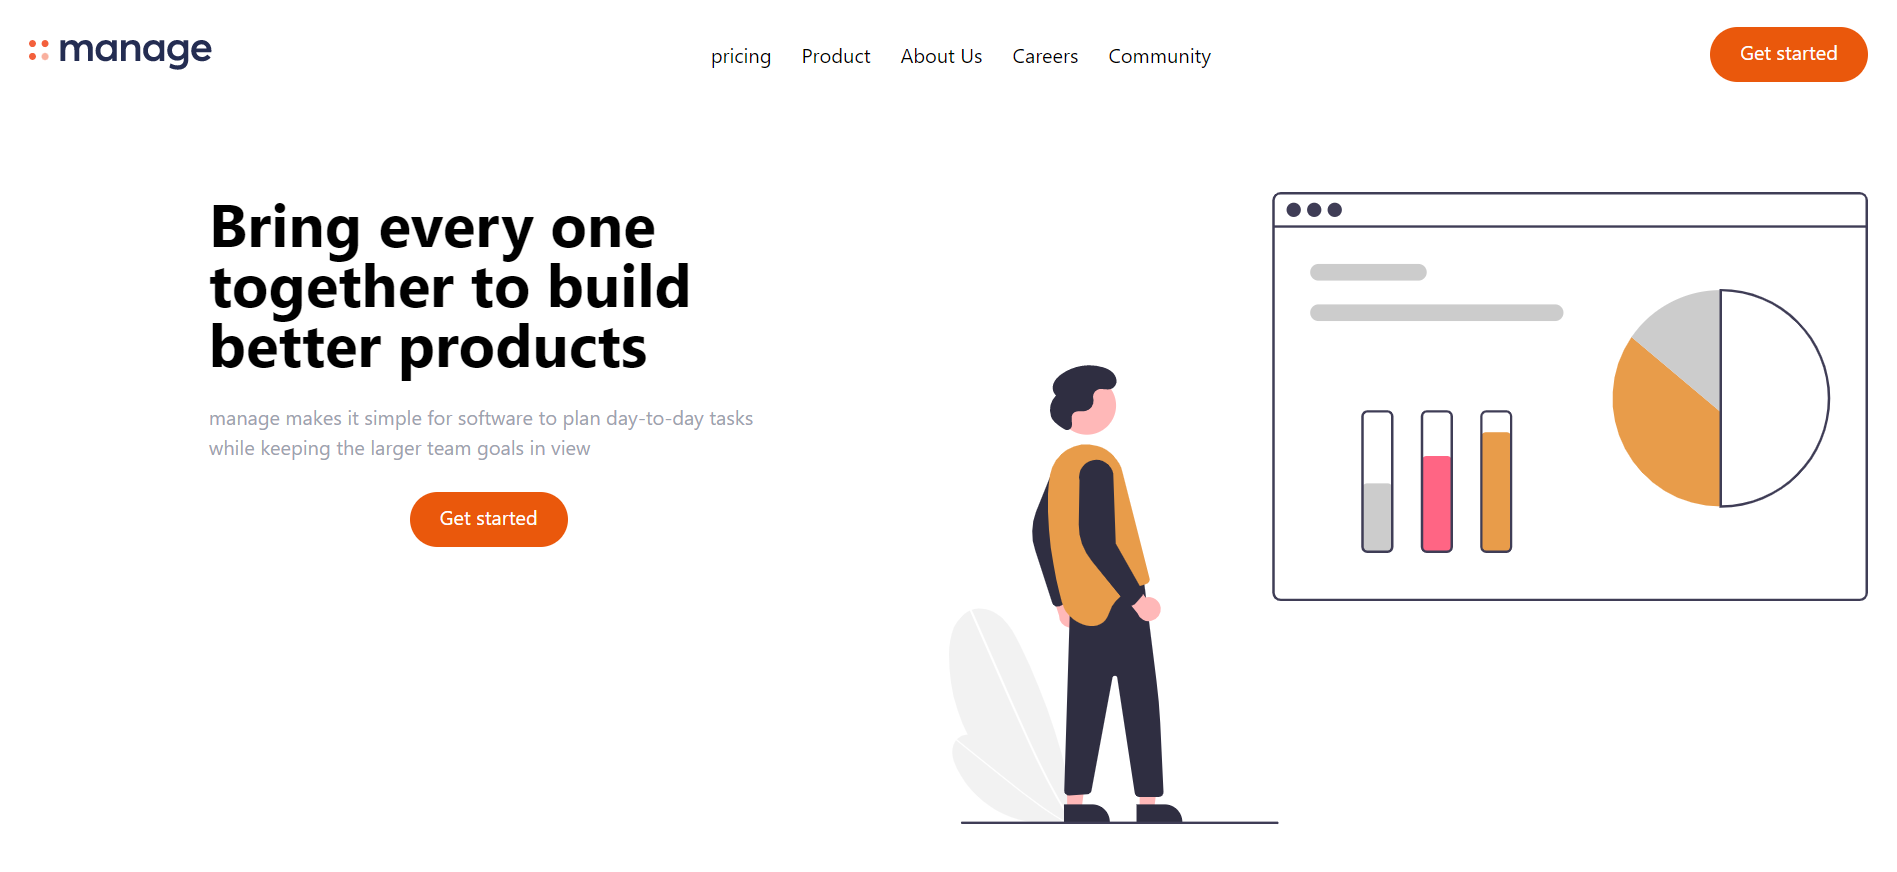 manage
pricing Product About Us Careers Community
Get started
Bring every one
together to build
better products
manage makes it simple for software to plan day-to-day tasks
while keeping the larger team goals in view
Get started